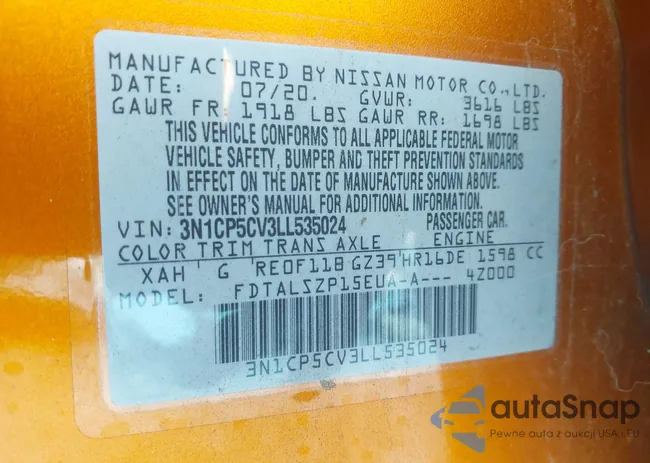 MANUFACTURED BY NISSAN MOTOR CO.,LTD.
DATE: 07/20. GVWR: 3616 LBS
GAWR FR: 1918 LBS GAWR RR: 1698 LBS
THIS VEHICLE CONFORMS TO ALL APPLICABLE FEDERAL MOTOR
VEHICLE SAFETY, BUMPER AND THEFT PREVENTION STANDARDS
IN EFFECT ON THE DATE OF MANUFACTURE SHOWN ABOVE.
SEE OWNER'S MANUAL FOR ADDITIONAL INFORMATION.
VIN: 3N1CP5CV3LL535024 PASSENGER CAR.
COLOR TRIM TRANS AXLE ENGINE
XAH G RE0F11B GZ39 HR16DE 1598 CC
MODEL: FDTALSZP15EUA-A--- 4Z000
3N1CP5CV3LL535024
autaSnap
Pewne auta z aukcji USA i EU